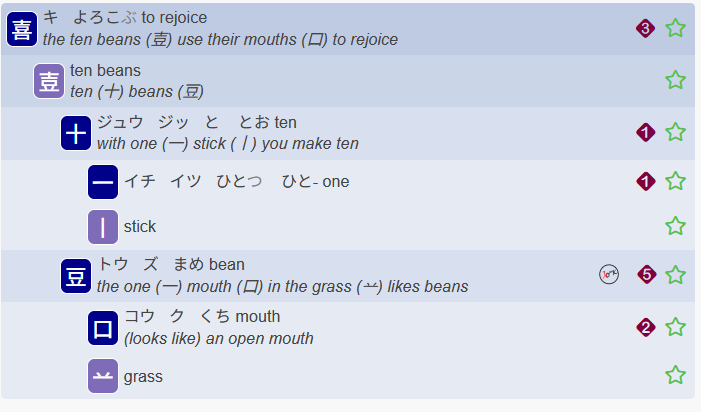 喜 キ よろこぶ to rejoice 3
the ten beans (壴) use their mouths (口) to rejoice
壴 ten beans
ten (十) beans (豆)
十 ジュウ ジッ と とお ten 1
with one (一) stick (丨) you make ten
一 イチ イツ ひとつ ひと- one 1
丨 stick
豆 トウ ズ まめ bean 5
the one (一) mouth (口) in the grass (䒑) likes beans
口 コウ ク くち mouth 2
(looks like) an open mouth
䒑 grass